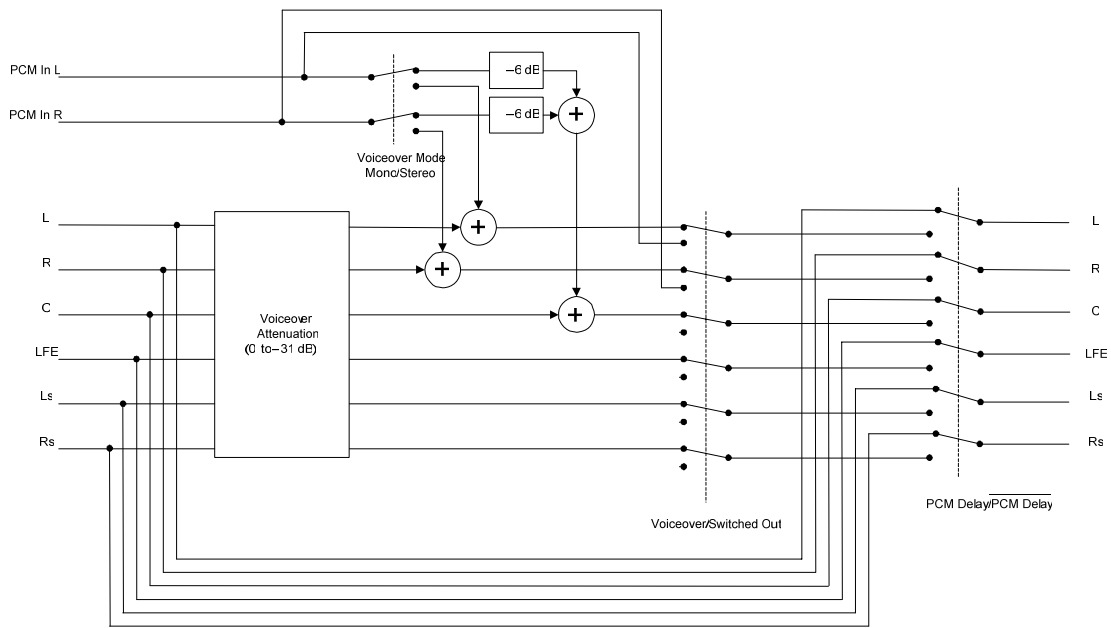 PCM In L
–6 dB
+
PCM In R
–6 dB
Voiceover Mode
Mono/Stereo
L
+
L
R
+
R
C
Voiceover
Attenuation
(0 to–31 dB)
+
C
LFE
LFE
Ls
Ls
Rs
Rs
PCM Delay/PCM Delay
Voiceover/Switched Out